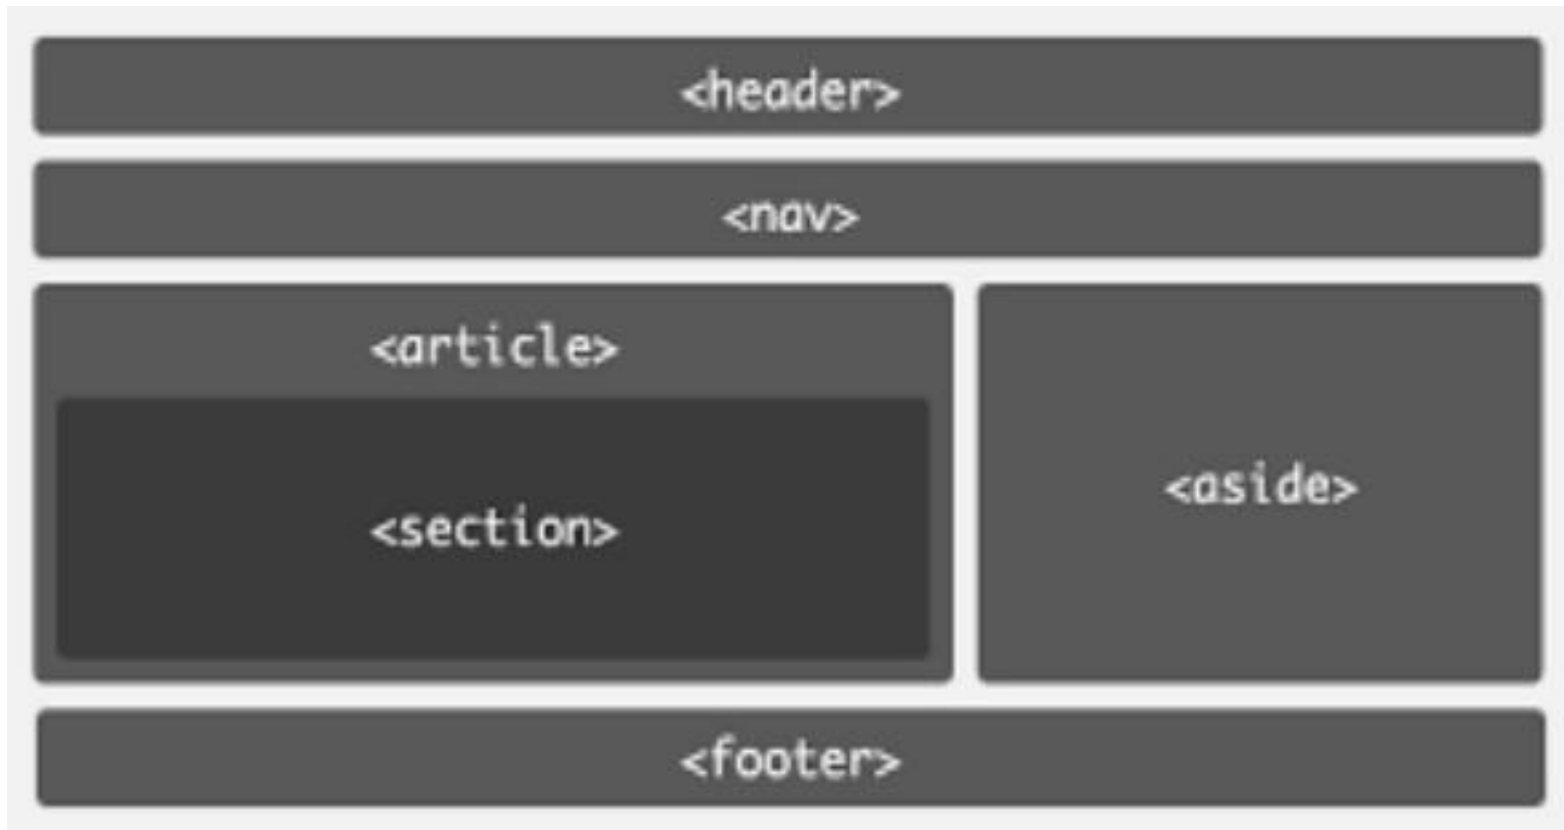 <header>
<nav>
<article>
<section>
<aside>
<footer>